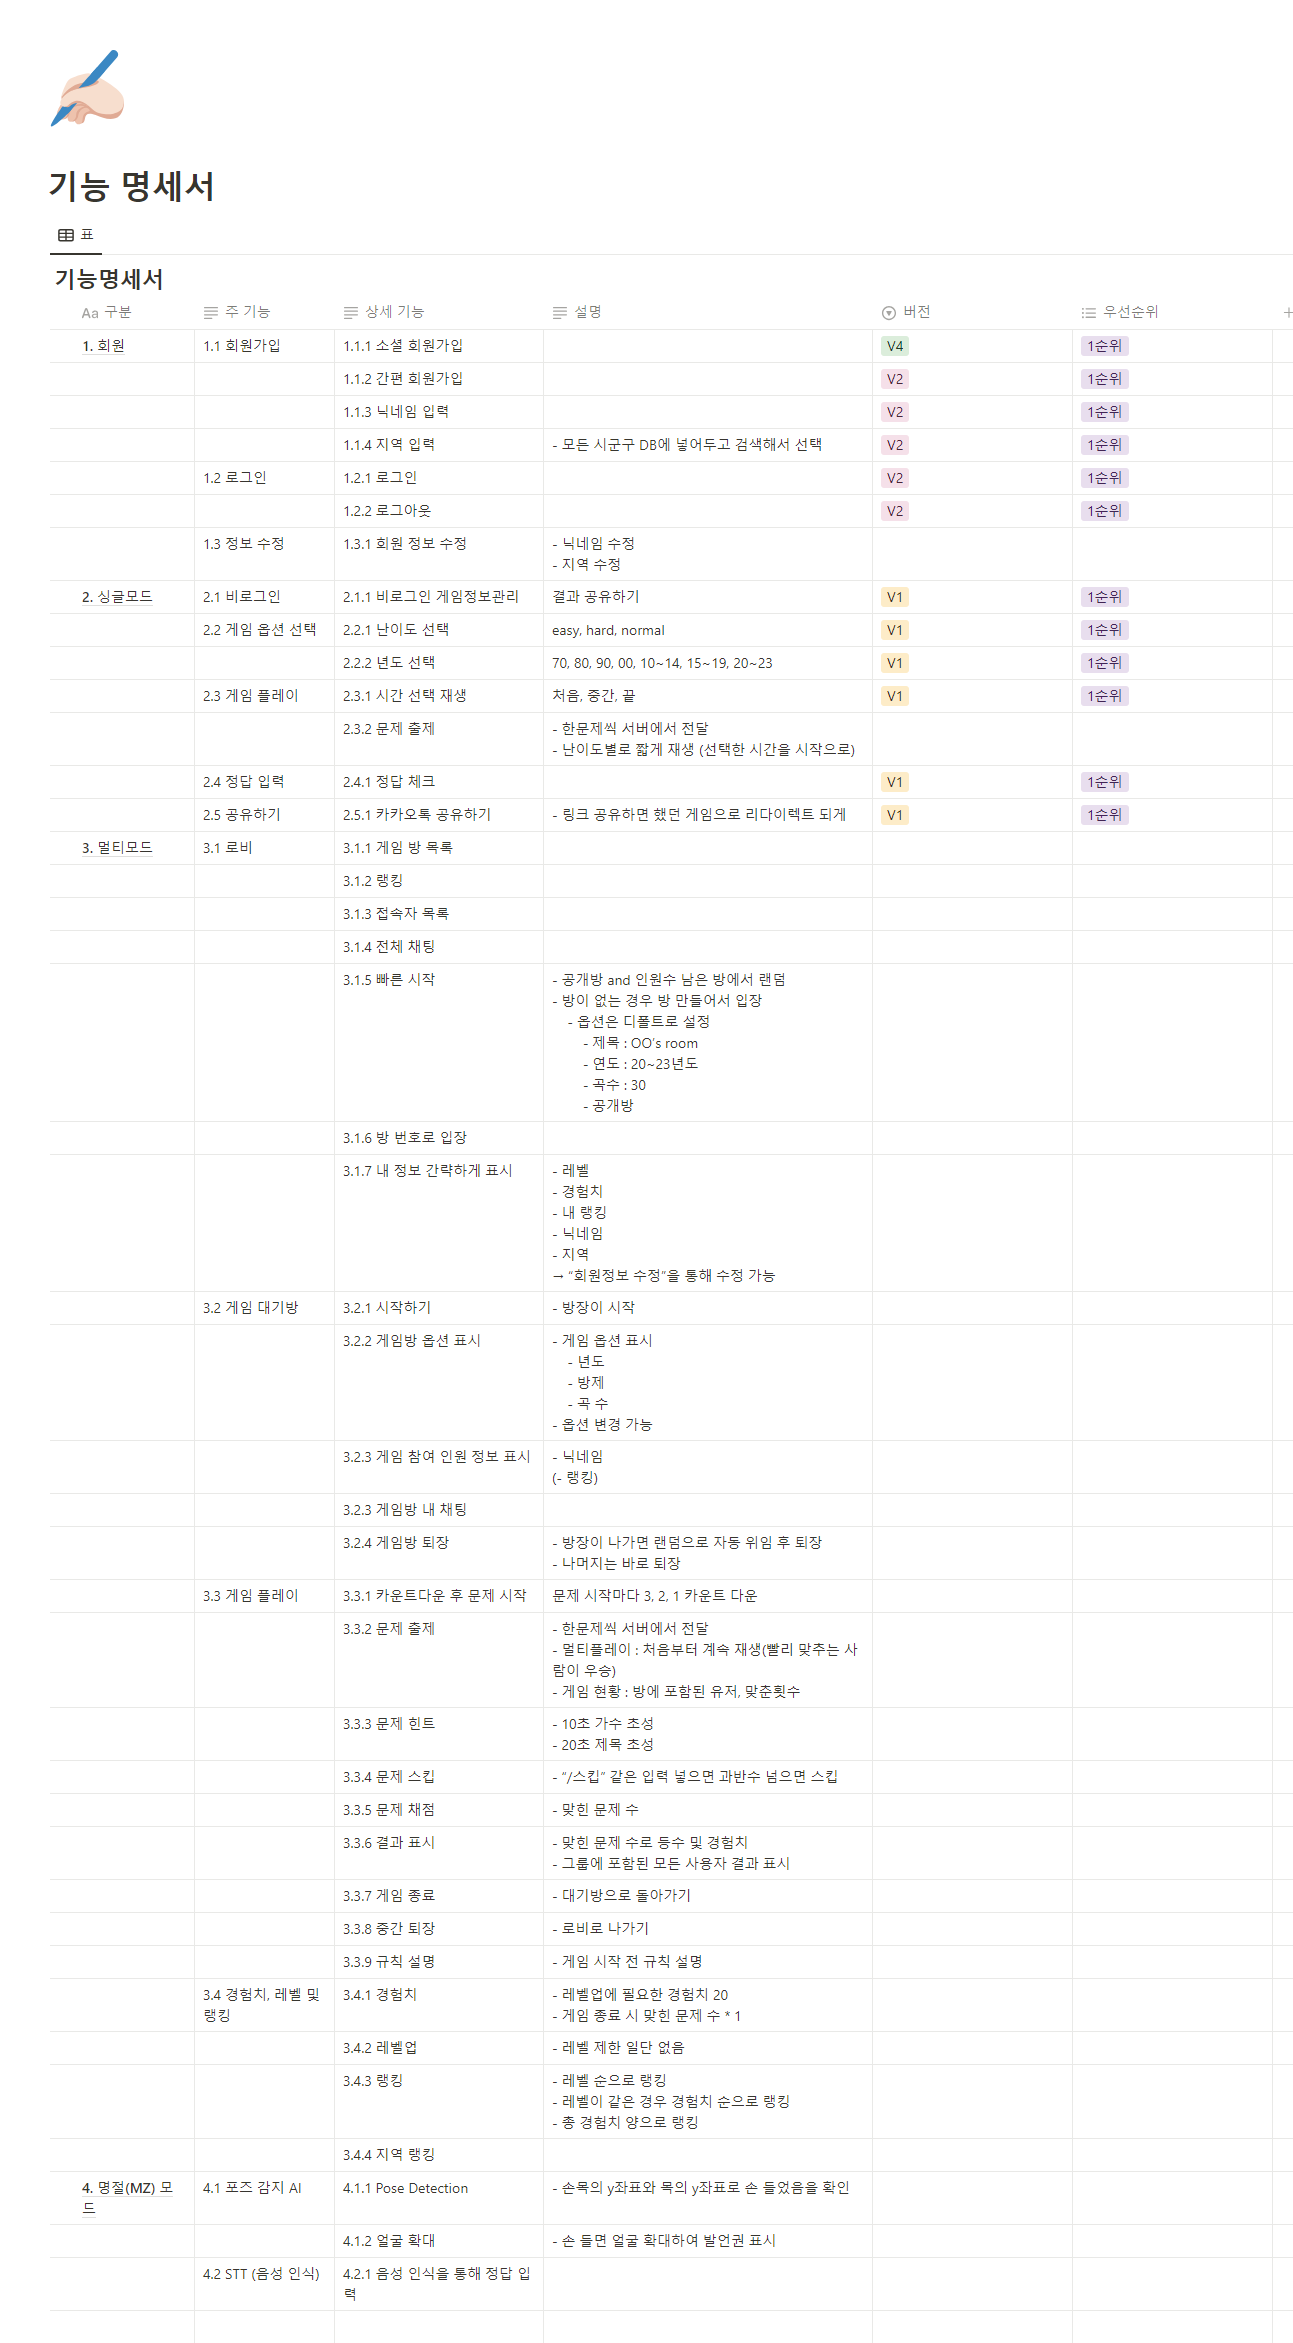 기능 명세서
표
기능명세서
Aa 구분 주 기능 상세 기능 설명 버전 우선순위 +
1. 회원 1.1 회원가입 1.1.1 소셜 회원가입 V4 1순위
1.1.2 간편 회원가입 V2 1순위
1.1.3 닉네임 입력 V2 1순위
1.1.4 지역 입력 - 모든 시군구 DB에 넣어두고 검색해서 선택 V2 1순위
1.2 로그인 1.2.1 로그인 V2 1순위
1.2.2 로그아웃 V2 1순위
1.3 정보 수정 1.3.1 회원 정보 수정 - 닉네임 수정
- 지역 수정
2. 싱글모드 2.1 비로그인 2.1.1 비로그인 게임정보관리 결과 공유하기 V1 1순위
2.2 게임 옵션 선택 2.2.1 난이도 선택 easy, hard, normal V1 1순위
2.2.2 년도 선택 70, 80, 90, 00, 10~14, 15~19, 20~23 V1 1순위
2.3 게임 플레이 2.3.1 시간 선택 재생 처음, 중간, 끝 V1 1순위
2.3.2 문제 출제 - 한문제씩 서버에서 전달
- 난이도별로 짧게 재생 (선택한 시간을 시작으로)
2.4 정답 입력 2.4.1 정답 체크 V1 1순위
2.5 공유하기 2.5.1 카카오톡 공유하기 - 링크 공유하면 했던 게임으로 리다이렉트 되게 V1 1순위
3. 멀티모드 3.1 로비 3.1.1 게임 방 목록
3.1.2 랭킹
3.1.3 접속자 목록
3.1.4 전체 채팅
3.1.5 빠른 시작 - 공개방 and 인원수 남은 방에서 랜덤
- 방이 없는 경우 방 만들어서 입장
- 옵션은 디폴트로 설정
- 제목 : OO's room
- 연도 : 20~23년도
- 곡수 : 30
- 공개방
3.1.6 방 번호로 입장
3.1.7 내 정보 간략하게 표시 - 레벨
- 경험치
- 내 랭킹
- 닉네임
- 지역
→ “회원정보 수정”을 통해 수정 가능
3.2 게임 대기방 3.2.1 시작하기 - 방장이 시작
3.2.2 게임방 옵션 표시 - 게임 옵션 표시
- 년도
- 방제
- 곡 수
- 옵션 변경 가능
3.2.3 게임 참여 인원 정보 표시 - 닉네임
(- 랭킹)
3.2.3 게임방 내 채팅
3.2.4 게임방 퇴장 - 방장이 나가면 랜덤으로 자동 위임 후 퇴장
- 나머지는 바로 퇴장
3.3 게임 플레이 3.3.1 카운트다운 후 문제 시작 문제 시작마다 3, 2, 1 카운트 다운
3.3.2 문제 출제 - 한문제씩 서버에서 전달
- 멀티플레이 : 처음부터 계속 재생(빨리 맞추는 사
람이 우승)
- 게임 현황 : 방에 포함된 유저, 맞춘횟수
3.3.3 문제 힌트 - 10초 가수 초성
- 20초 제목 초성
3.3.4 문제 스킵 - “/스킵” 같은 입력 넣으면 과반수 넘으면 스킵
3.3.5 문제 채점 - 맞힌 문제 수
3.3.6 결과 표시 - 맞힌 문제 수로 등수 및 경험치
- 그룹에 포함된 모든 사용자 결과 표시
3.3.7 게임 종료 - 대기방으로 돌아가기
3.3.8 중간 퇴장 - 로비로 나가기
3.3.9 규칙 설명 - 게임 시작 전 규칙 설명
3.4 경험치, 레벨 및 3.4.1 경험치 - 레벨업에 필요한 경험치 20
랭킹 - 게임 종료 시 맞힌 문제 수 * 1
3.4.2 레벨업 - 레벨 제한 일단 없음
3.4.3 랭킹 - 레벨 순으로 랭킹
- 레벨이 같은 경우 경험치 순으로 랭킹
- 총 경험치 양으로 랭킹
3.4.4 지역 랭킹
4. 명절(MZ) 모 4.1 포즈 감지 AI 4.1.1 Pose Detection - 손목의 y좌표와 목의 y좌표로 손 들었음을 확인
드
4.1.2 얼굴 확대 - 손 들면 얼굴 확대하여 발언권 표시
4.2 STT (음성 인식) 4.2.1 음성 인식을 통해 정답 입
력